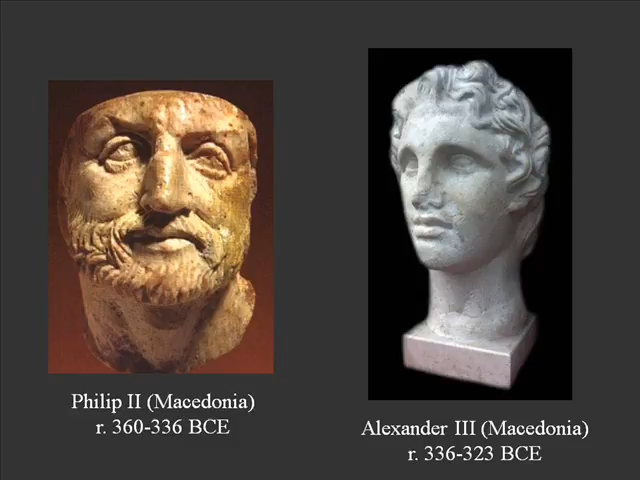 Philip II (Macedonia)
r. 360-336 BCE
Alexander III (Macedonia)
r. 336-323 BCE